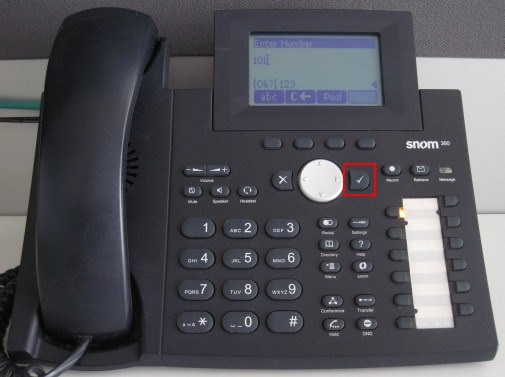 Enter Number
101
[Ok?] 123
abc Pool
snom 360
Volume
Record Retrieve Message
Mute Speaker Headset
1 ABC 2 DEF 3
Redial Settings
GHI 4 JKL 5 MNO 6
Directory Help
Menu snom
PQRS 7 TUV 8 WXYZ 9
Conference Transfer
a→A * 0 #
Hold DND